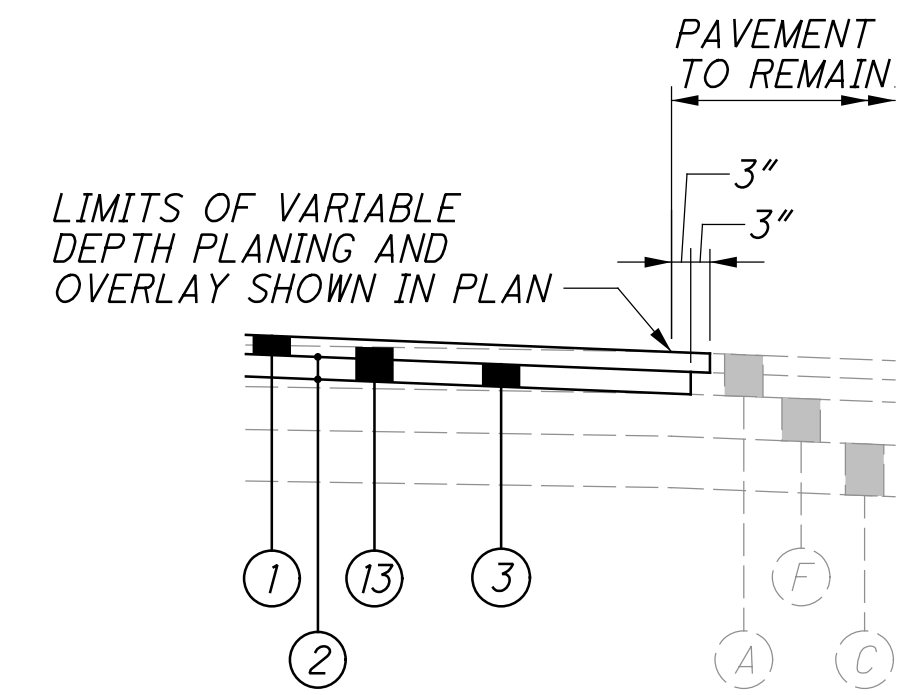 PAVEMENT
TO REMAIN
3"
3"
LIMITS OF VARIABLE
DEPTH PLANING AND
OVERLAY SHOWN IN PLAN
1
13
3
F
2
A
C